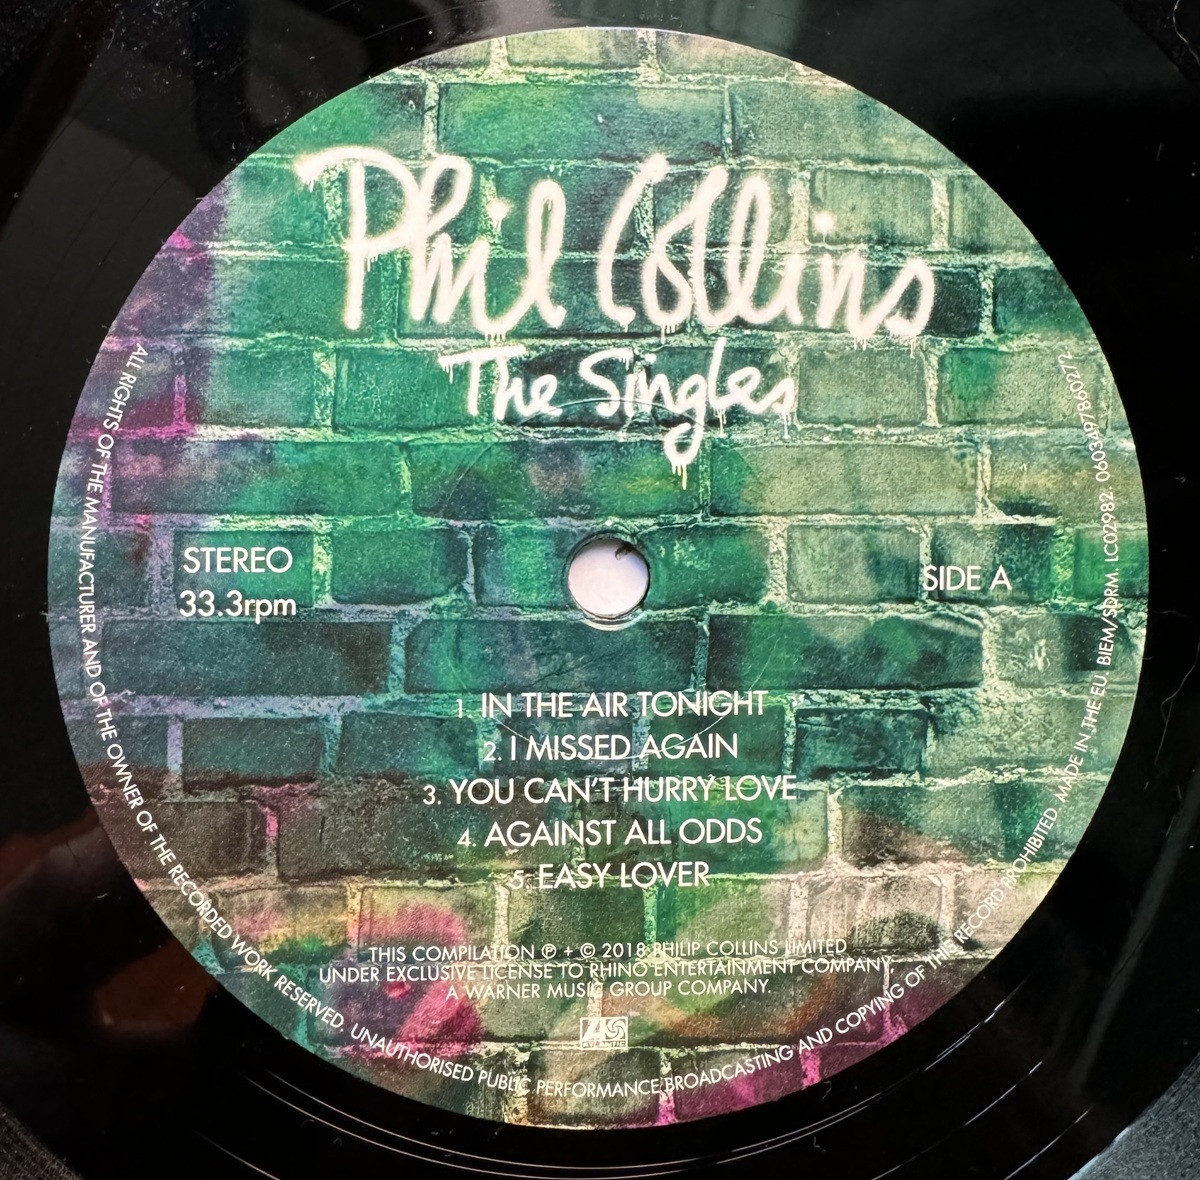 Phil Collins
The Singles
STEREO
33.3rpm
SIDE A
1. IN THE AIR TONIGHT
2. I MISSED AGAIN
3. YOU CAN'T HURRY LOVE
4. AGAINST ALL ODDS
5. EASY LOVER
THIS COMPILATION ℗ + © 2018 PHILIP COLLINS LIMITED
UNDER EXCLUSIVE LICENSE TO RHINO ENTERTAINMENT COMPANY,
A WARNER MUSIC GROUP COMPANY.
ATLANTIC
ALL RIGHTS OF THE MANUFACTURER AND OF THE OWNER OF THE RECORDED WORK RESERVED. UNAUTHORISED PUBLIC PERFORMANCE BROADCASTING AND COPYING OF THIS RECORD PROHIBITED. MADE IN THE EU. BIEM/SDRM. LC02982. 0603497860272